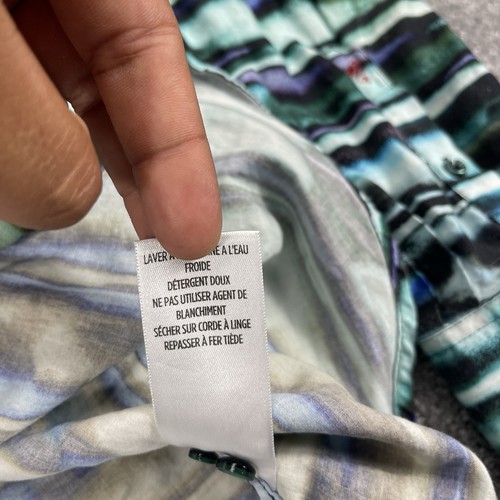 LAVER A A L'EAU
FROIDE
DÉTERGENT DOUX
NE PAS UTILISER AGENT DE
BLANCHIMENT
SÉCHER SUR CORDE À LINGE
REPASSER À FER TIÈDE